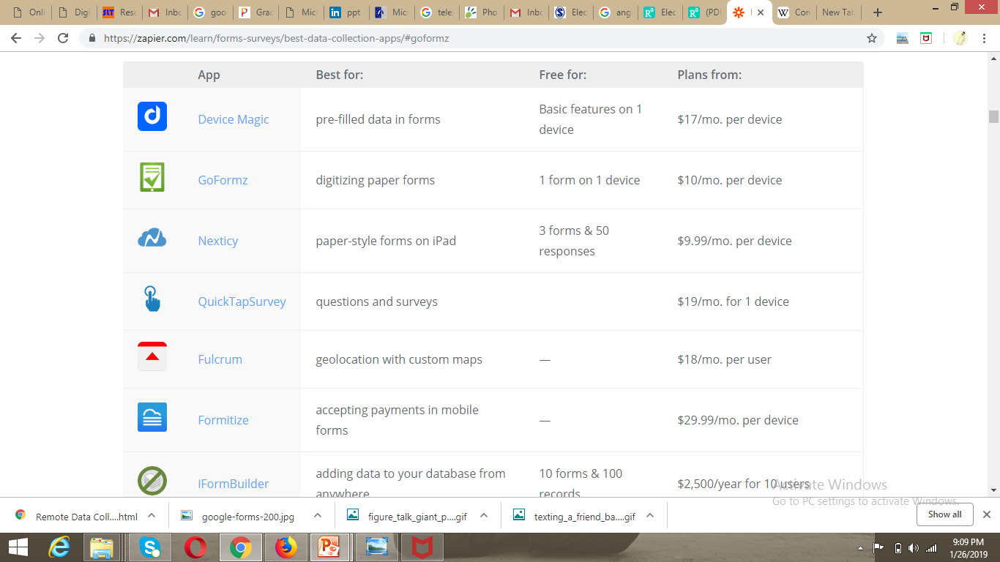 Onli
Digi
SLT
Rese
Inbo
goo
Grac
Micr
in
ppt
Mic
tele
Pho
Inbo
Elec
ang
Elec
(PD
W
Con
New Tab
https://zapier.com/learn/forms-surveys/best-data-collection-apps/#goformz
App Best for: Free for: Plans from:
Device Magic pre-filled data in forms Basic features on 1 device $17/mo. per device
GoFormz digitizing paper forms 1 form on 1 device $10/mo. per device
Nexticy paper-style forms on iPad 3 forms & 50 responses $9.99/mo. per device
QuickTapSurvey questions and surveys $19/mo. for 1 device
Fulcrum geolocation with custom maps — $18/mo. per user
Formitize accepting payments in mobile forms — $29.99/mo. per device
iFormBuilder adding data to your database from anywhere 10 forms & 100 records $2,500/year for 10 users
Activate Windows
Go to PC settings to activate Windows.
Remote Data Coll....html
google-forms-200.jpg
figure_talk_giant_p....gif
texting_a_friend_ba....gif
Show all
9:09 PM
1/26/2019